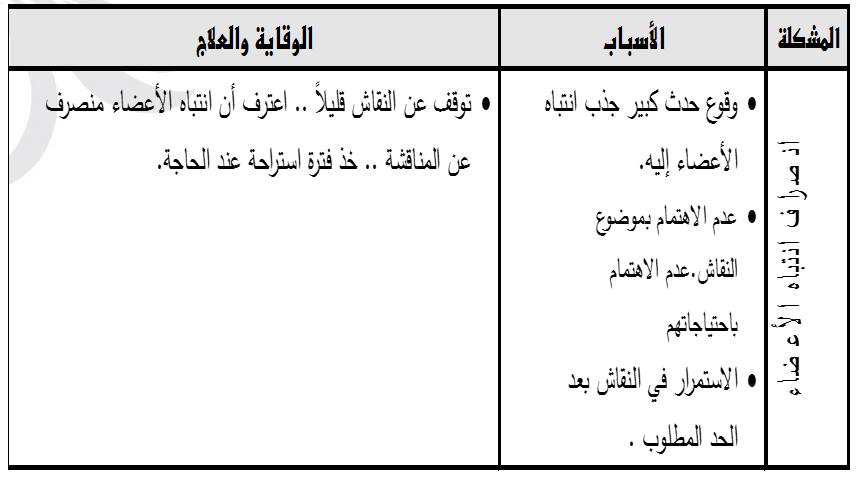 المشكلة
الأسباب
الوقاية والعلاج
انصراف انتباه الأعضاء
• وقوع حدث كبير جذب انتباه
الأعضاء إليه.
• عدم الاهتمام بموضوع
النقاش.عدم الاهتمام
باحتياجاتهم
• الاستمرار في النقاش بعد
الحد المطلوب .
• توقف عن النقاش قليلاً .. اعترف أن انتباه الأعضاء منصرف
عن المناقشة .. خذ فترة استراحة عند الحاجة.